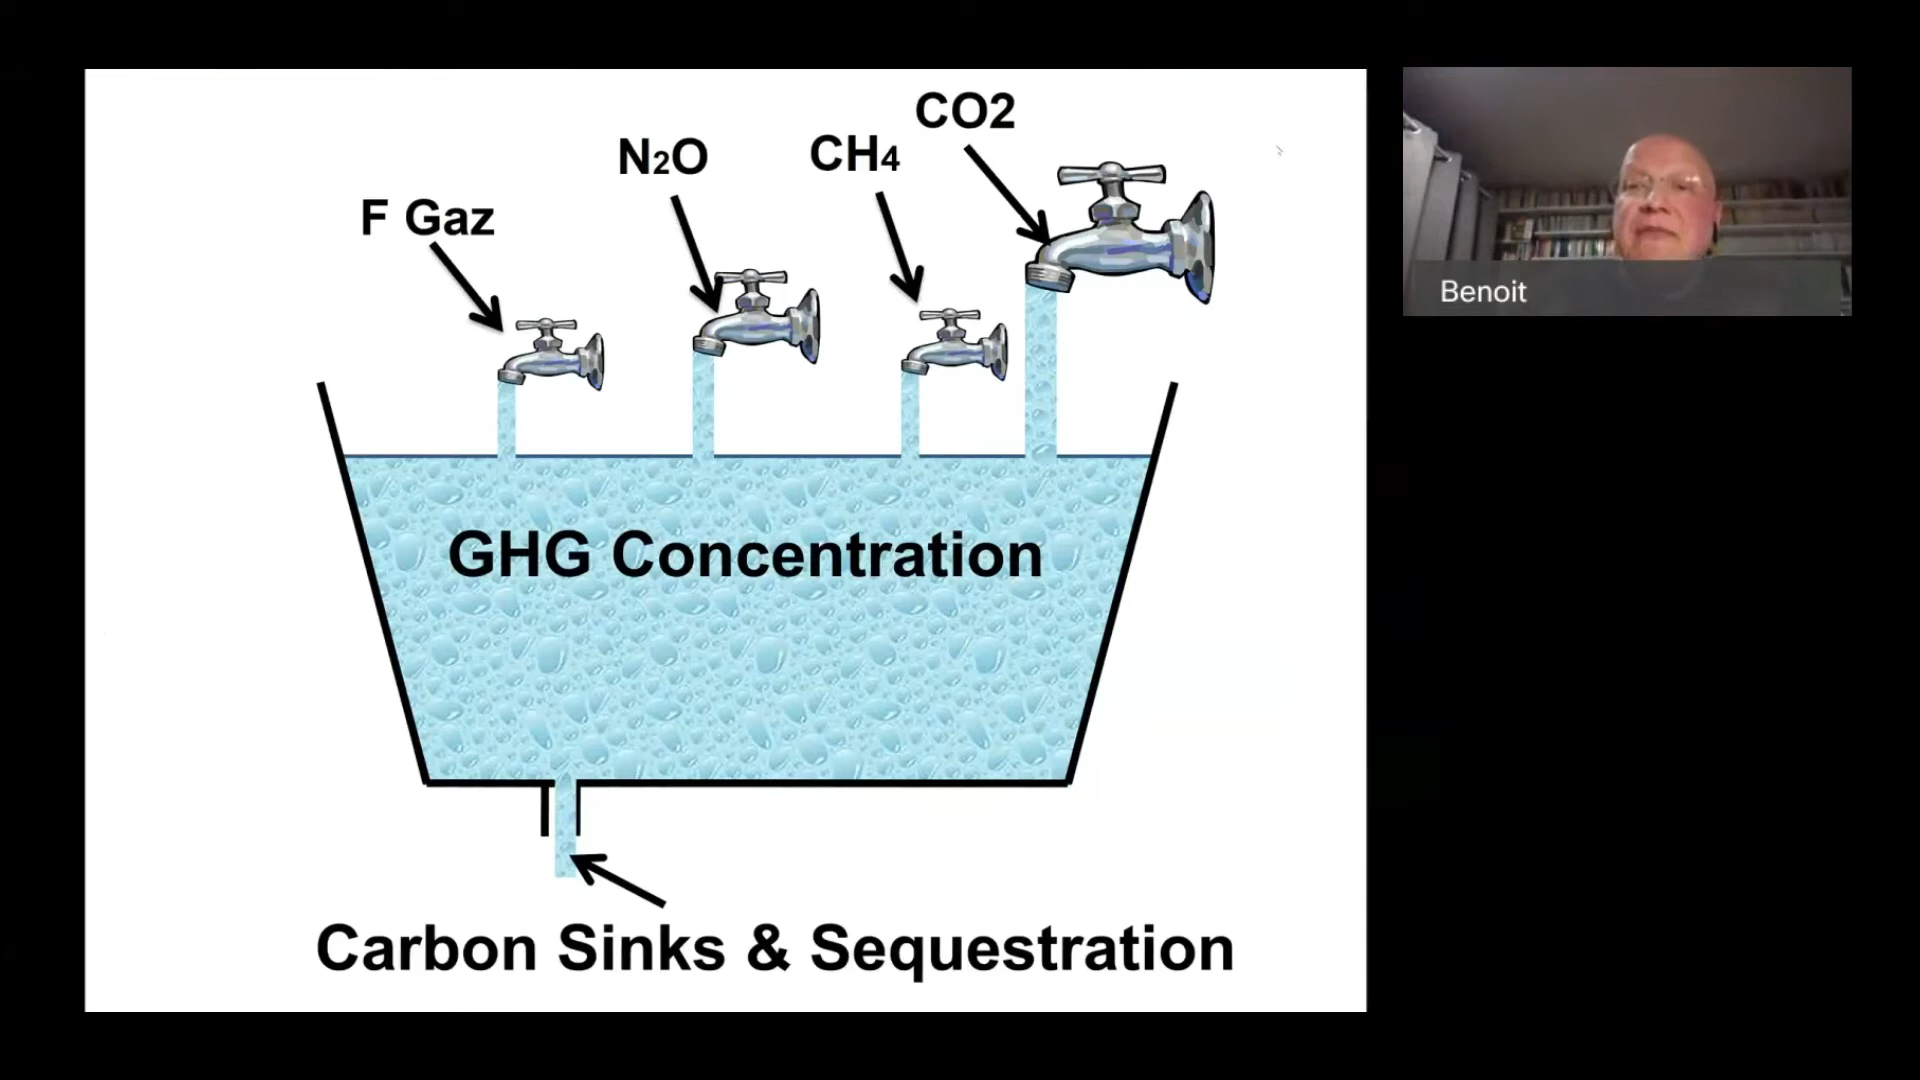 CO2
N2O
CH4
F Gaz
GHG Concentration
Carbon Sinks & Sequestration
Benoit